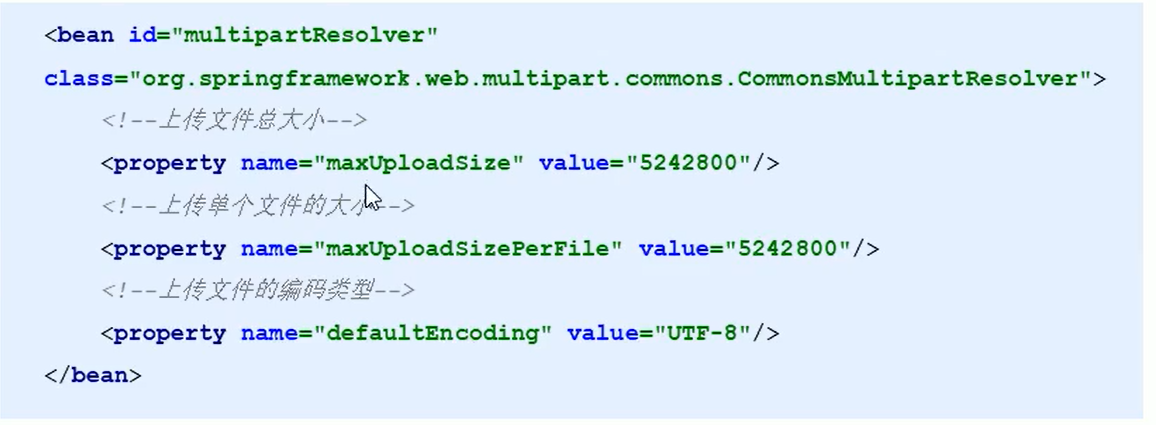 <bean id="multipartResolver"
class="org.springframework.web.multipart.commons.CommonsMultipartResolver">
<!--上传文件总大小-->
<property name="maxUploadSize" value="5242800"/>
<!--上传单个文件的大小-->
<property name="maxUploadSizePerFile" value="5242800"/>
<!--上传文件的编码类型-->
<property name="defaultEncoding" value="UTF-8"/>
</bean>